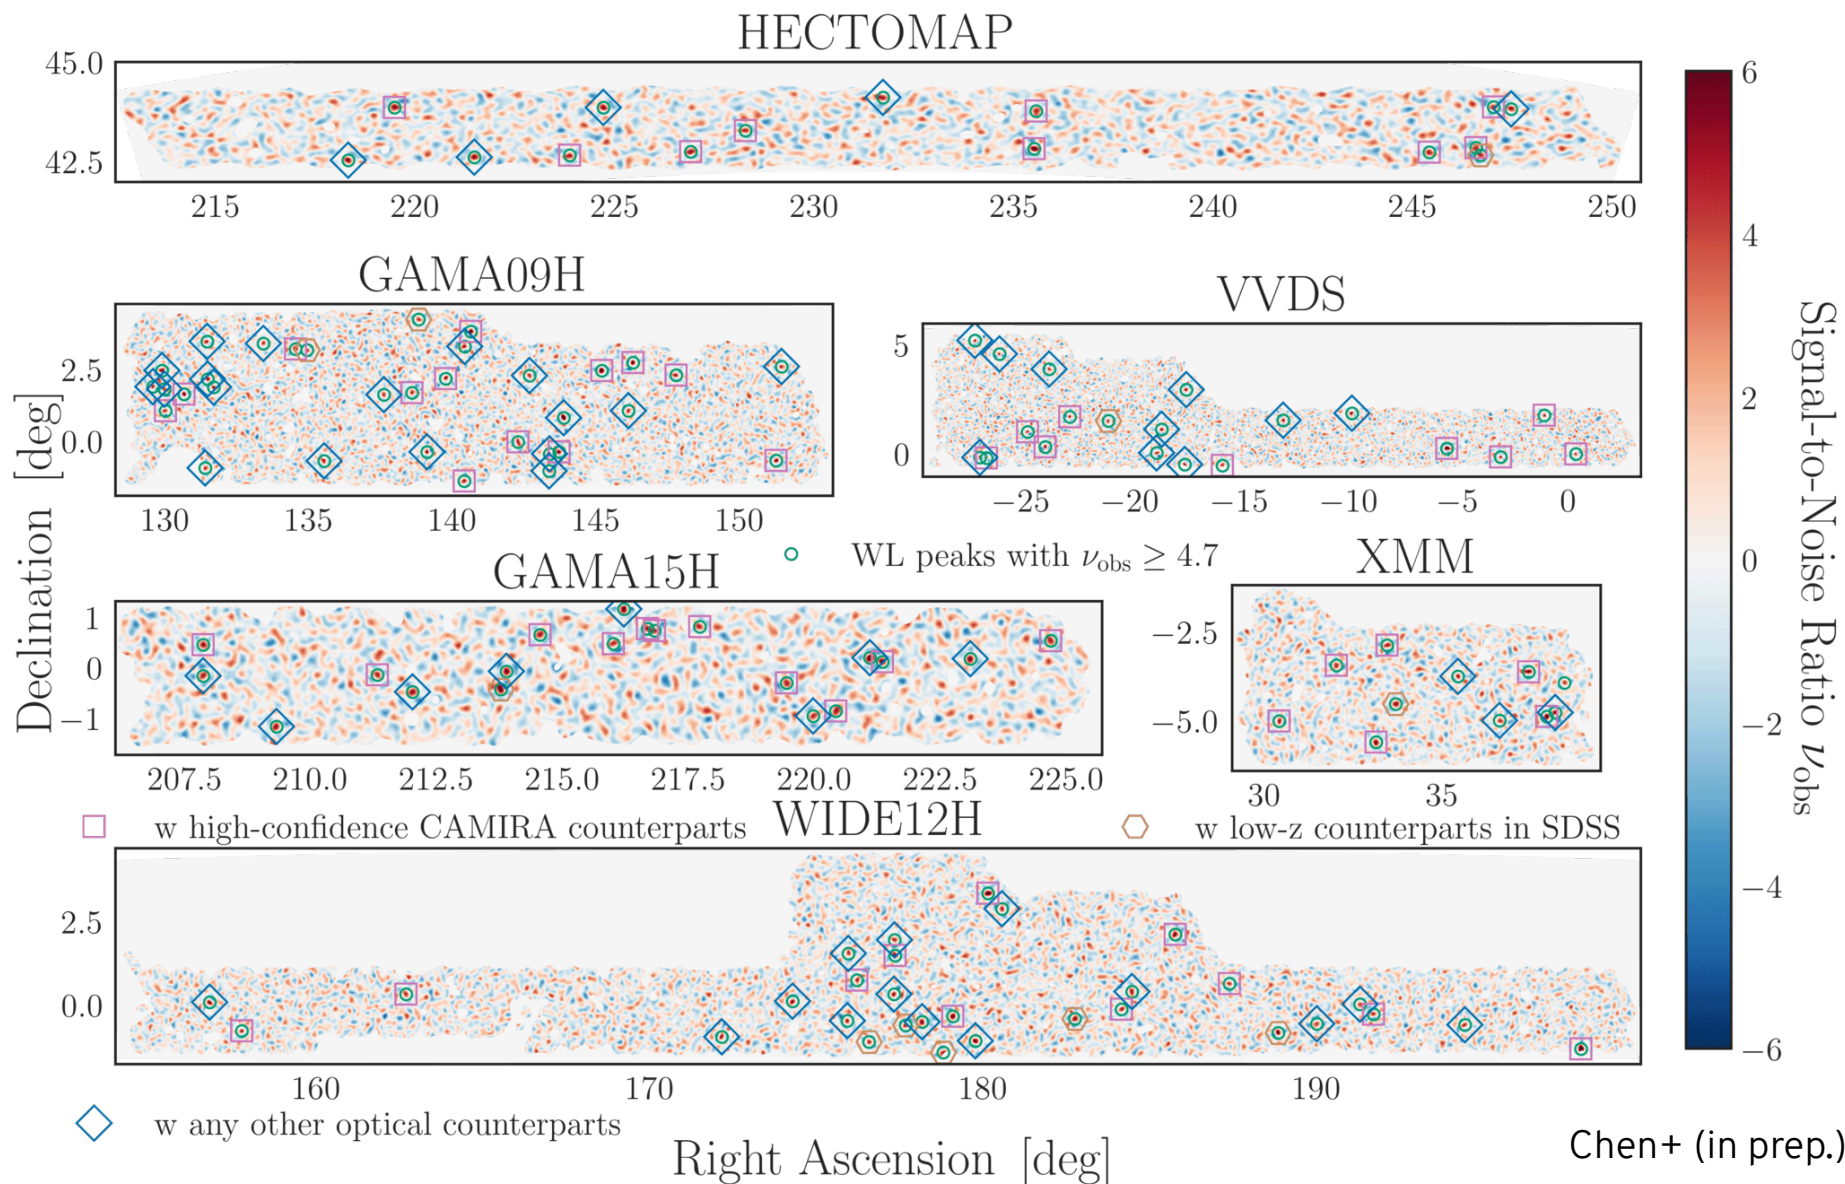 HECTOMAP
45.0
42.5
215 220 225 230 235 240 245 250
GAMA09H
2.5
0.0
130 135 140 145 150
VVDS
5
0
−25 −20 −15 −10 −5 0
WL peaks with νobs ≥ 4.7
GAMA15H
1
0
−1
207.5 210.0 212.5 215.0 217.5 220.0 222.5 225.0
XMM
−2.5
−5.0
30 35
w high-confidence CAMIRA counterparts
WIDE12H
w low-z counterparts in SDSS
2.5
0.0
160 170 180 190
w any other optical counterparts
Right Ascension [deg]
Declination [deg]
6
4
2
0
−2
−4
−6
Signal-to-Noise Ratio νobs
Chen+ (in prep.)